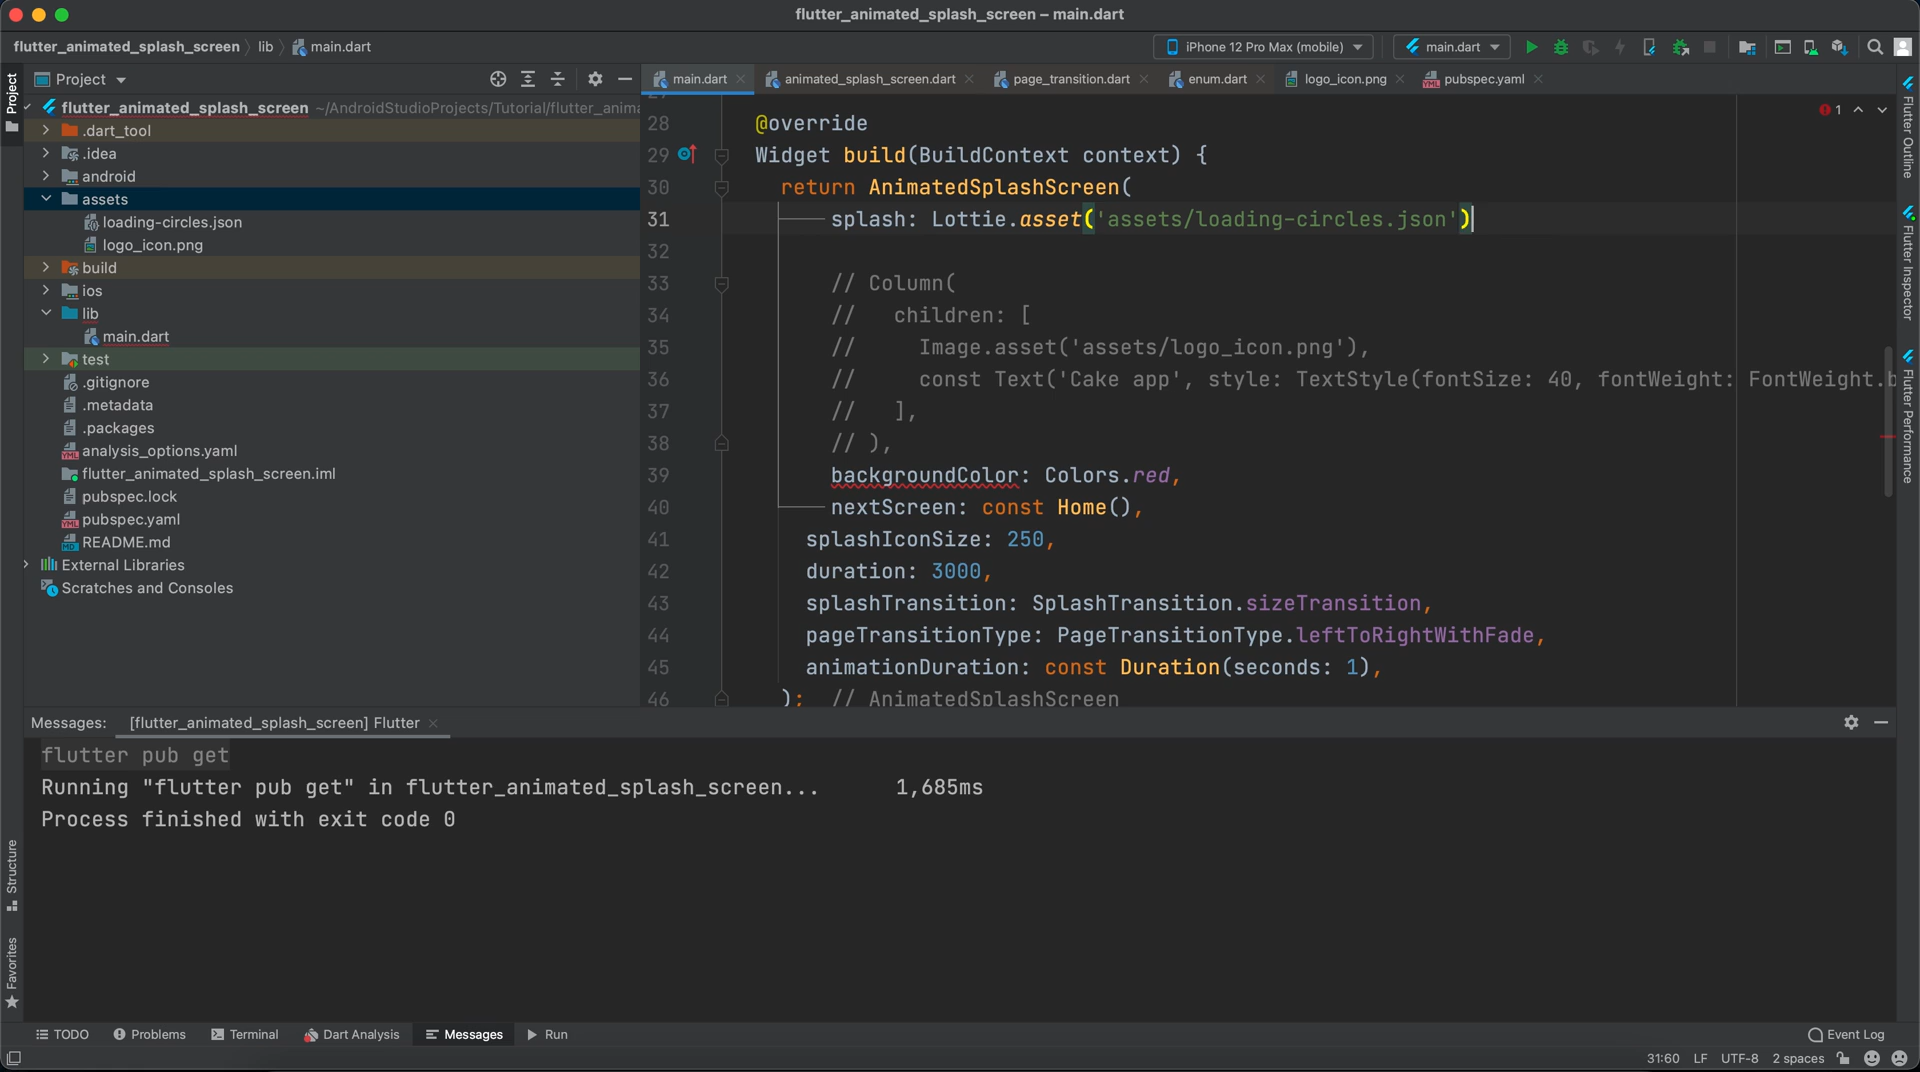 flutter_animated_splash_screen – main.dart
flutter_animated_splash_screen lib main.dart
iPhone 12 Pro Max (mobile) main.dart
Project
main.dart animated_splash_screen.dart page_transition.dart enum.dart logo_icon.png pubspec.yaml
Project
Structure
Favorites
flutter_animated_splash_screen ~/AndroidStudioProjects/Tutorial/flutter_anima
.dart_tool
.idea
android
assets
loading-circles.json
logo_icon.png
build
ios
lib
main.dart
test
.gitignore
.metadata
.packages
analysis_options.yaml
flutter_animated_splash_screen.iml
pubspec.lock
pubspec.yaml
README.md
External Libraries
Scratches and Consoles
1
28 @override
29 Widget build(BuildContext context) {
30 return AnimatedSplashScreen(
31 splash: Lottie.asset('assets/loading-circles.json')
32
33 // Column(
34 // children: [
35 // Image.asset('assets/logo_icon.png'),
36 // const Text('Cake app', style: TextStyle(fontSize: 40, fontWeight: FontWeight.b
37 // ],
38 // ),
39 backgroundColor: Colors.red,
40 nextScreen: const Home(),
41 splashIconSize: 250,
42 duration: 3000,
43 splashTransition: SplashTransition.sizeTransition,
44 pageTransitionType: PageTransitionType.leftToRightWithFade,
45 animationDuration: const Duration(seconds: 1),
46 ); // AnimatedSplashScreen
Flutter Outline
Flutter Inspector
Flutter Performance
Messages: [flutter_animated_splash_screen] Flutter
flutter pub get
Running "flutter pub get" in flutter_animated_splash_screen... 1,685ms
Process finished with exit code 0
TODO Problems Terminal Dart Analysis Messages Run Event Log
31:60 LF UTF-8 2 spaces